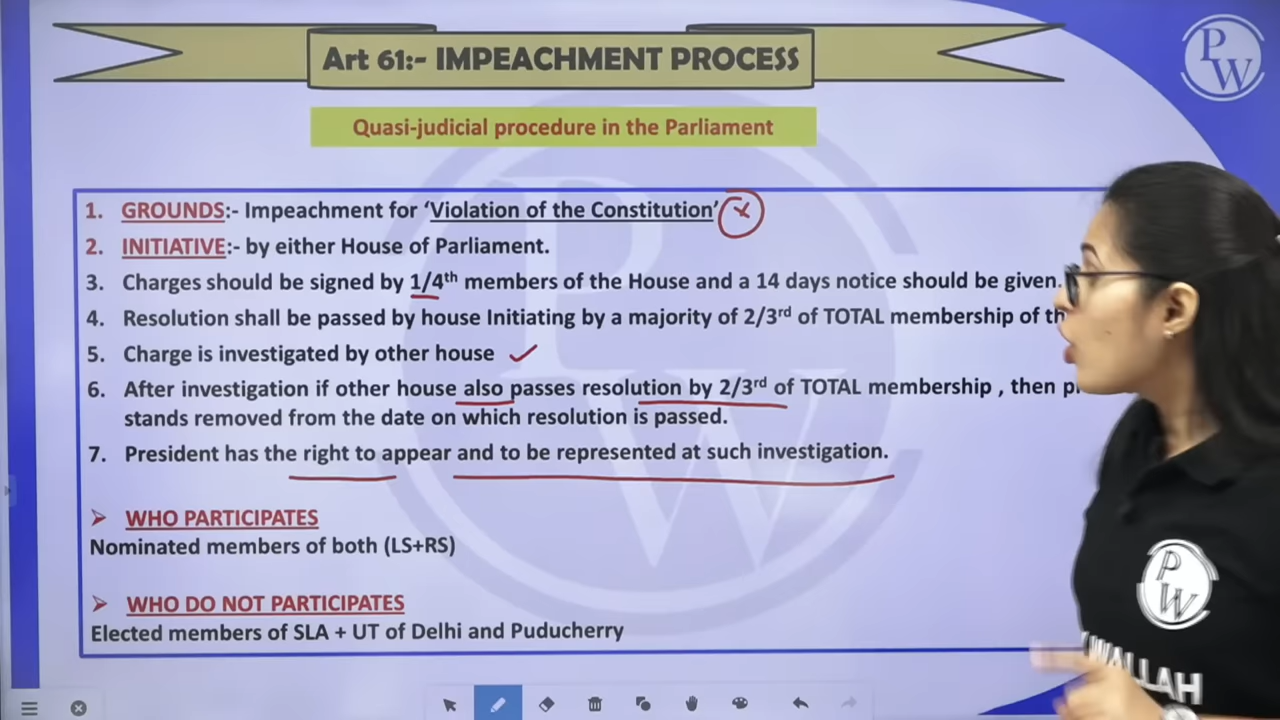 Art 61:- IMPEACHMENT PROCESS
PW
Quasi-judicial procedure in the Parliament
1. GROUNDS:- Impeachment for ‘Violation of the Constitution’
2. INITIATIVE:- by either House of Parliament.
3. Charges should be signed by 1/4th members of the House and a 14 days notice should be given.
4. Resolution shall be passed by house Initiating by a majority of 2/3rd of TOTAL membership of
5. Charge is investigated by other house
6. After investigation if other house also passes resolution by 2/3rd of TOTAL membership , then
stands removed from the date on which resolution is passed.
7. President has the right to appear and to be represented at such investigation.
➢ WHO PARTICIPATES
Nominated members of both (LS+RS)
➢ WHO DO NOT PARTICIPATES
Elected members of SLA + UT of Delhi and Puducherry
PW
WALLAH